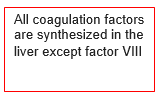 All coagulation factors
are synthesized in the
liver except factor VIII